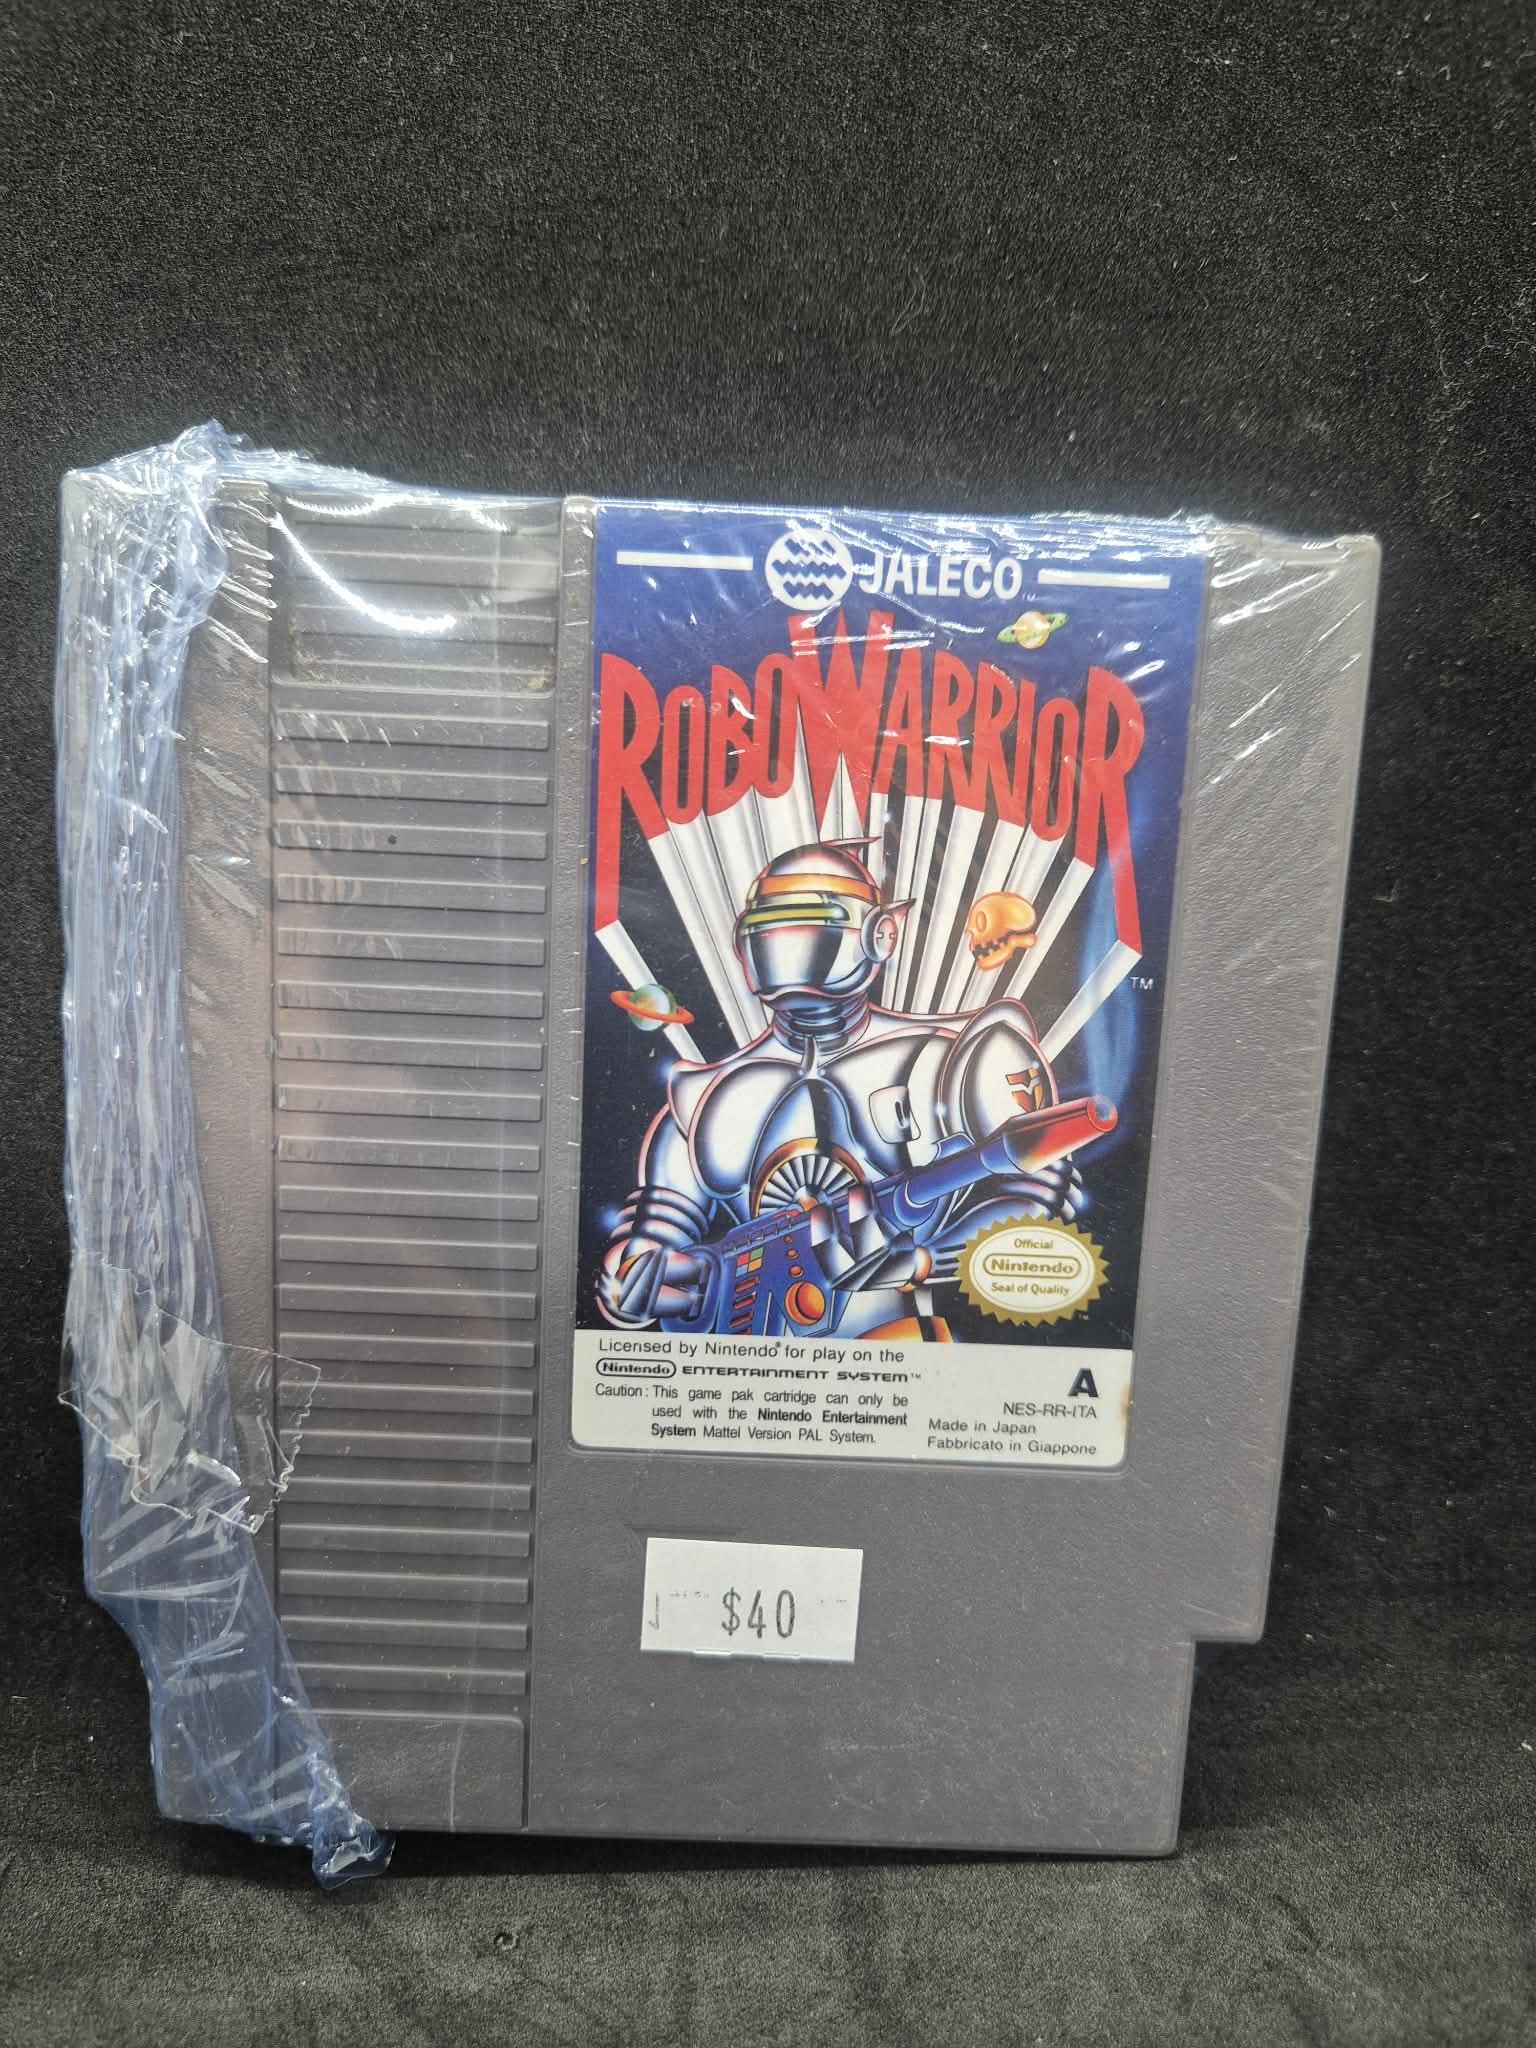 JALECO™
ROBOWARRIOR
TM
Official
Nintendo
Seal of Quality
Licensed by Nintendo® for play on the
Nintendo ENTERTAINMENT SYSTEM™
Caution : This game pak cartridge can only be
used with the Nintendo Entertainment
System Mattel Version PAL System.
A
NES-RR-ITA
Made in Japan
Fabbricato in Giappone
$40